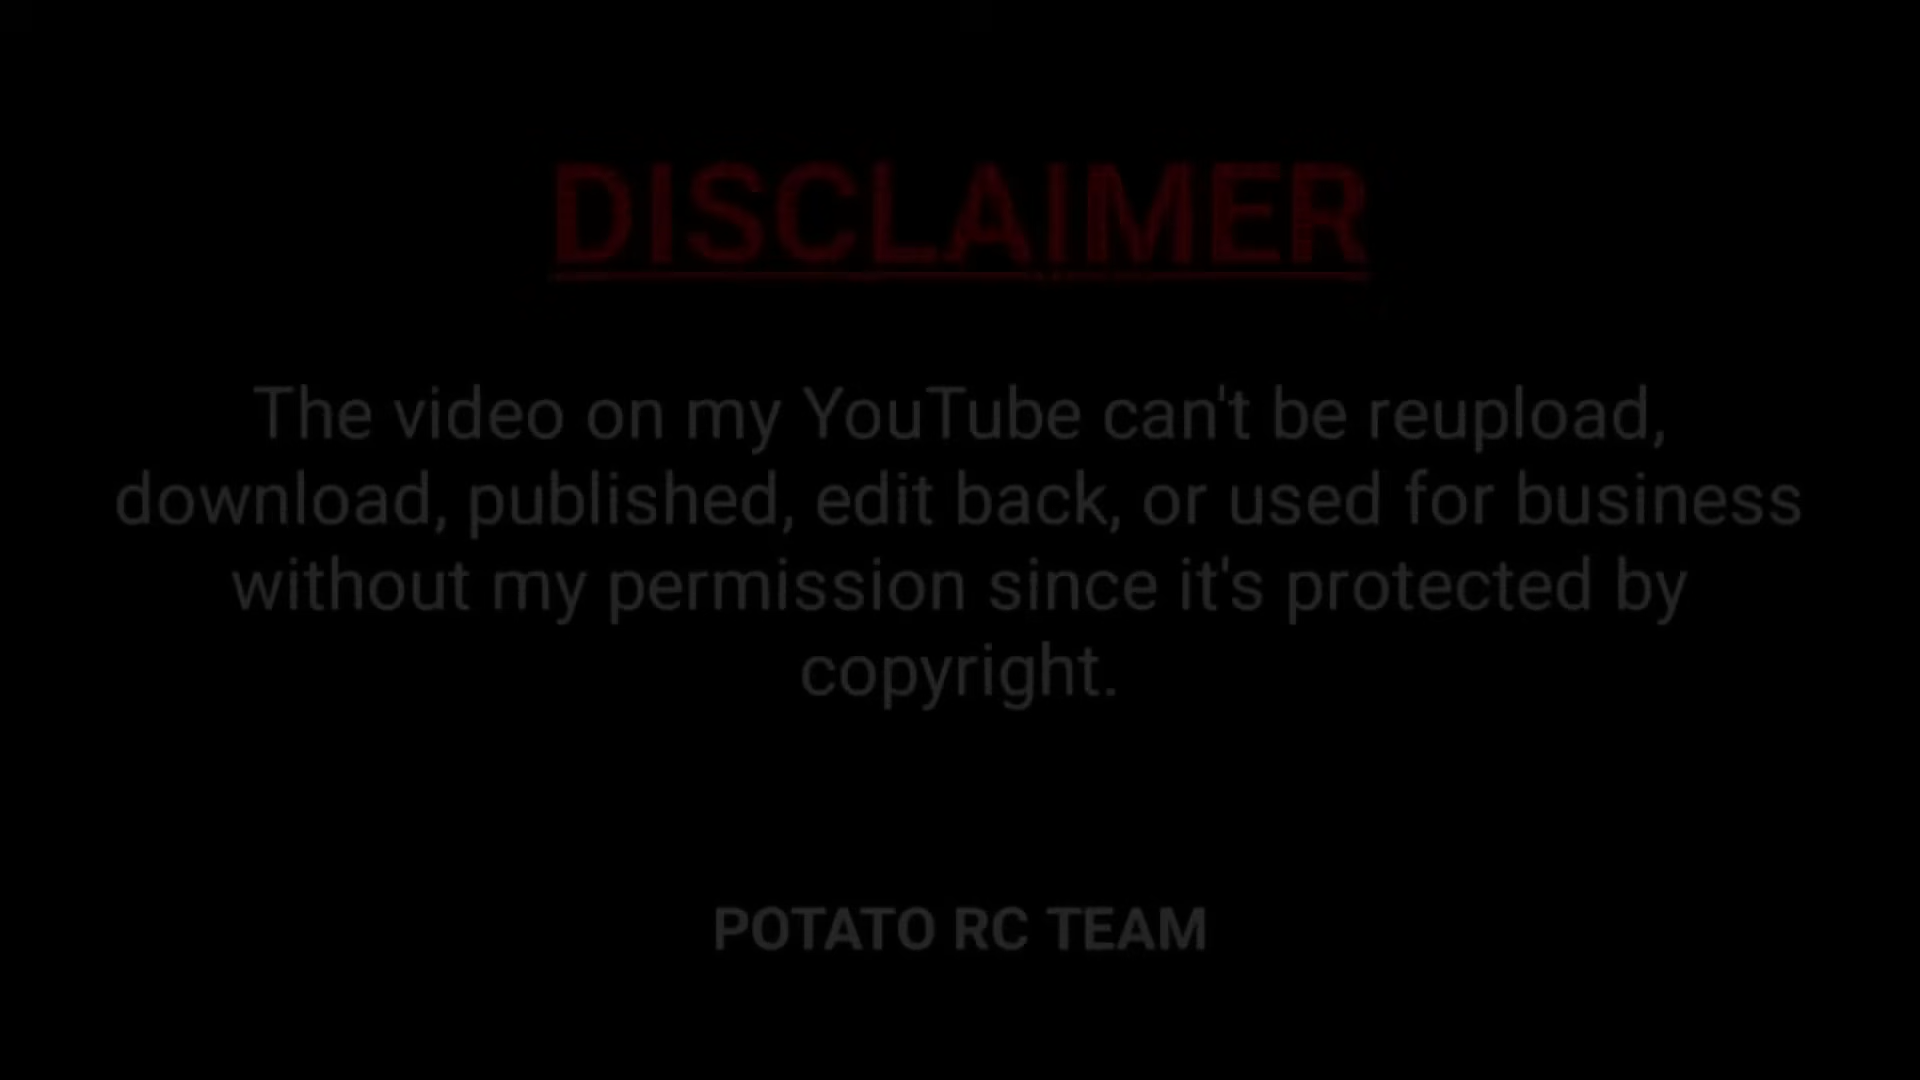 DISCLAIMER
The video on my YouTube can't be reupload,
download, published, edit back, or used for business
without my permission since it's protected by
copyright.
POTATO RC TEAM